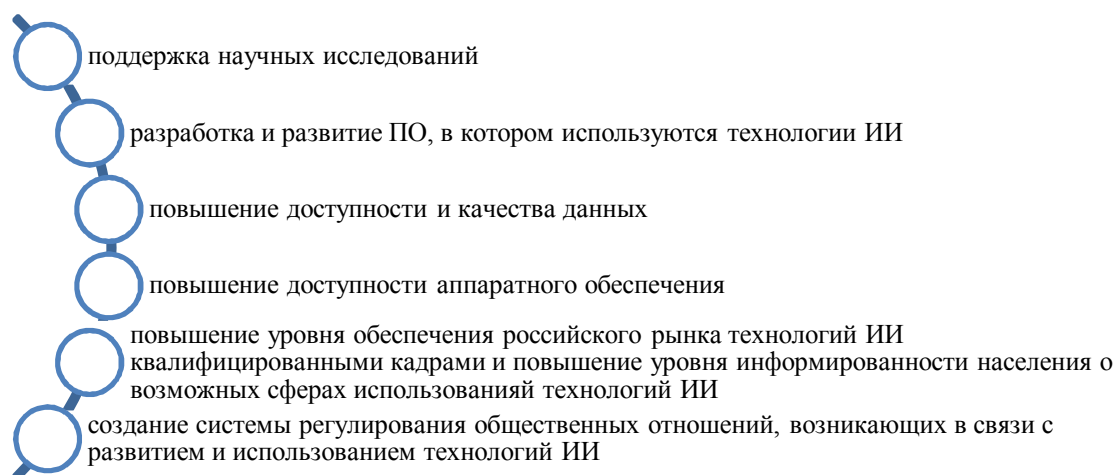 поддержка научных исследований
разработка и развитие ПО, в котором используются технологии ИИ
повышение доступности и качества данных
повышение доступности аппаратного обеспечения
повышение уровня обеспечения российского рынка технологий ИИ
квалифицированными кадрами и повышение уровня информированности населения о
возможных сферах использованияй технологий ИИ
создание системы регулирования общественных отношений, возникающих в связи с
развитием и использованием технологий ИИ